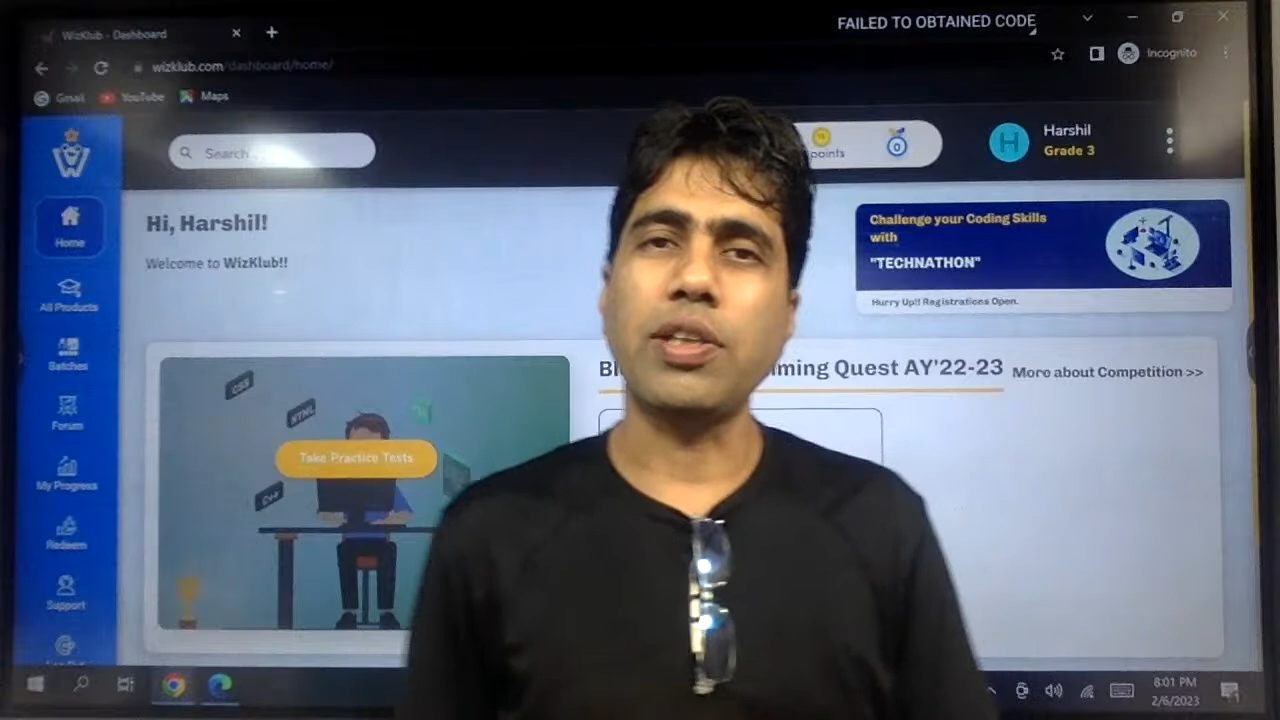 FAILED TO OBTAINED CODE
WizKlub - Dashboard
wizklub.com/dashboard/home/
Incognito
Gmail
YouTube
Maps
Search
points
0
H
Harshil
Grade 3
Home
All Products
Batches
Forum
My Progress
Redeem
Support
Hi, Harshil!
Welcome to WizKlub!!
Challenge your Coding Skills
with
"TECHNATHON"
Hurry Up!! Registrations Open.
CSS
HTML
C++
Take Practice Tests
Quest AY'22-23
More about Competition >>
8:01 PM
2/6/2023